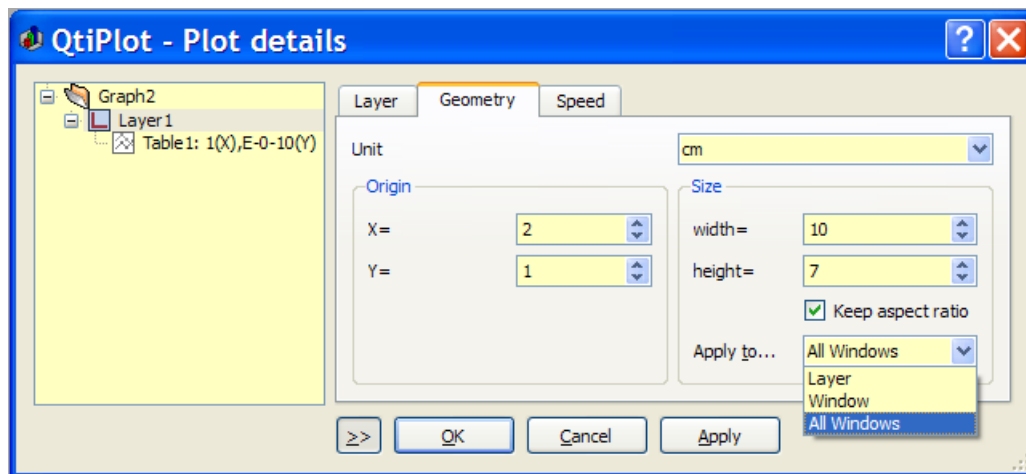 QtiPlot - Plot details
Graph2
Layer1
Table1: 1(X),E-0-10(Y)
Layer Geometry Speed
Unit cm
Origin Size
X= 2 width= 10
Y= 1 height= 7
Keep aspect ratio
Apply to... All Windows
Layer
Window
All Windows
>> OK Cancel Apply